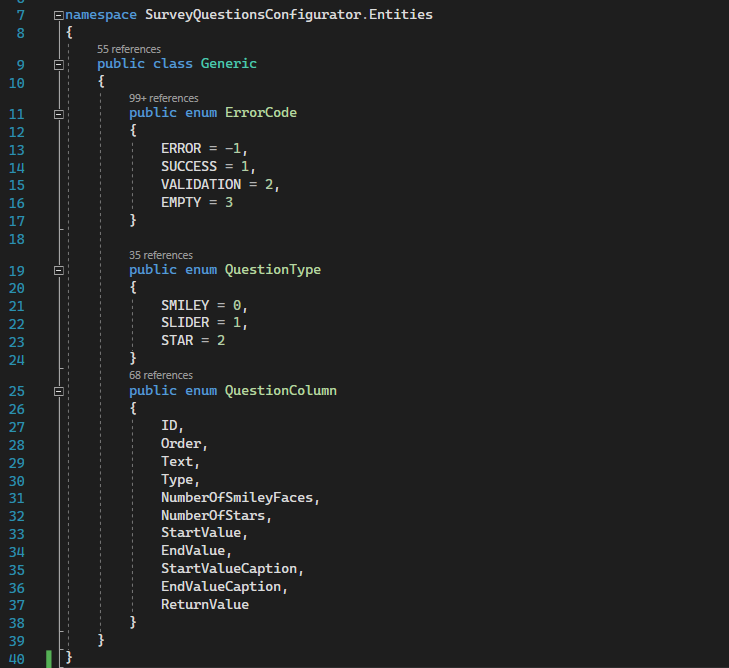 7 namespace SurveyQuestionsConfigurator.Entities
8 {
55 references
9 public class Generic
10 {
99+ references
11 public enum ErrorCode
12 {
13 ERROR = -1,
14 SUCCESS = 1,
15 VALIDATION = 2,
16 EMPTY = 3
17 }
18
35 references
19 public enum QuestionType
20 {
21 SMILEY = 0,
22 SLIDER = 1,
23 STAR = 2
24 }
68 references
25 public enum QuestionColumn
26 {
27 ID,
28 Order,
29 Text,
30 Type,
31 NumberOfSmileyFaces,
32 NumberOfStars,
33 StartValue,
34 EndValue,
35 StartValueCaption,
36 EndValueCaption,
37 ReturnValue
38 }
39 }
40 }